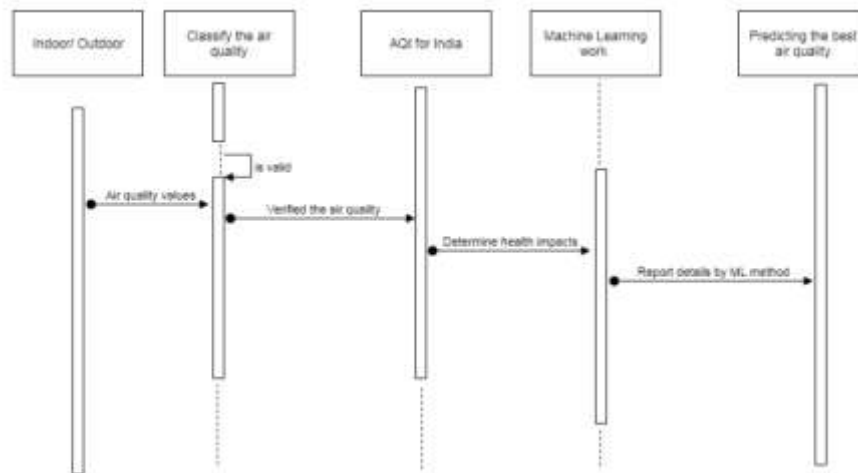 Indoor/ Outdoor
Classify the air
quality
AQI for India
Machine Learning
work
Predicting the best
air quality
is valid
Air quality values
Verified the air quality
Determine health impacts
Report details by ML method